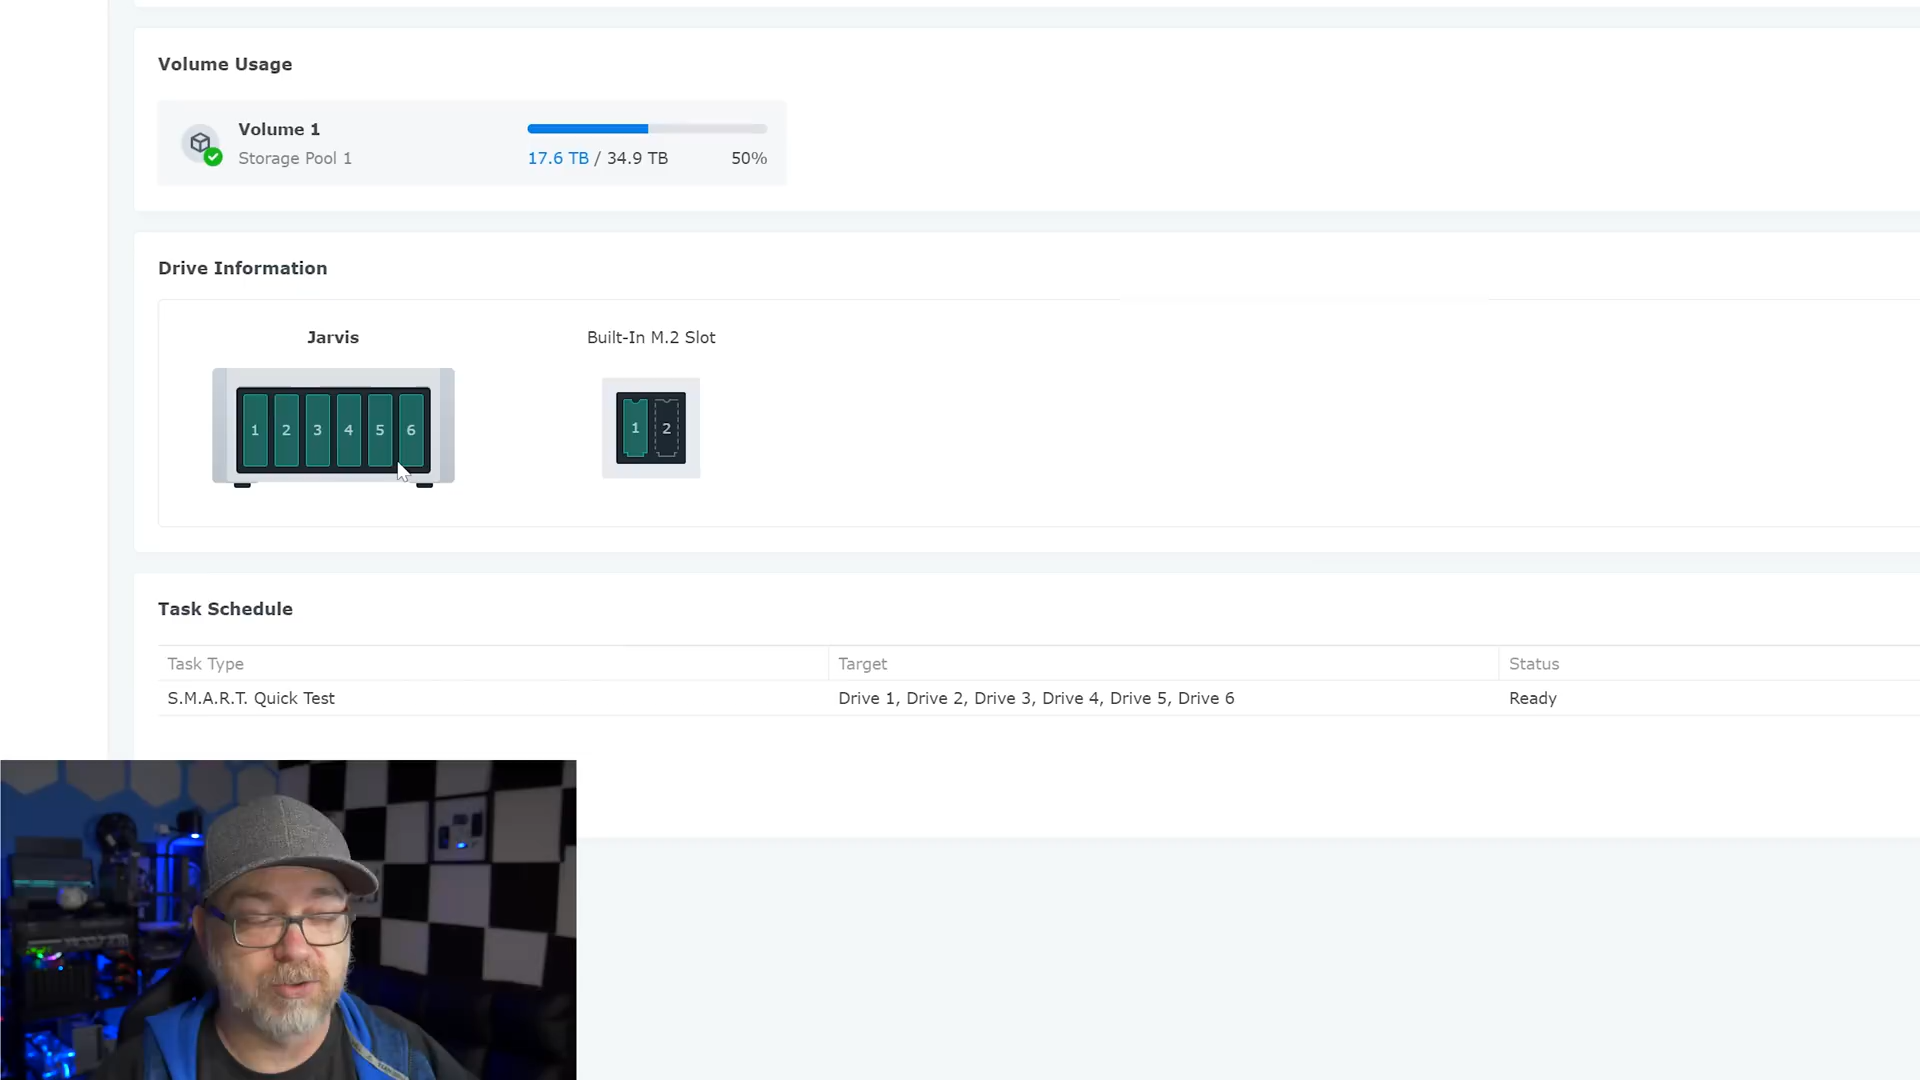 Volume Usage
Volume 1
Storage Pool 1
17.6 TB / 34.9 TB 50%
Drive Information
Jarvis
Built-In M.2 Slot
1 2 3 4 5 6
1 2
Task Schedule
Task Type Target Status
S.M.A.R.T. Quick Test Drive 1, Drive 2, Drive 3, Drive 4, Drive 5, Drive 6 Ready